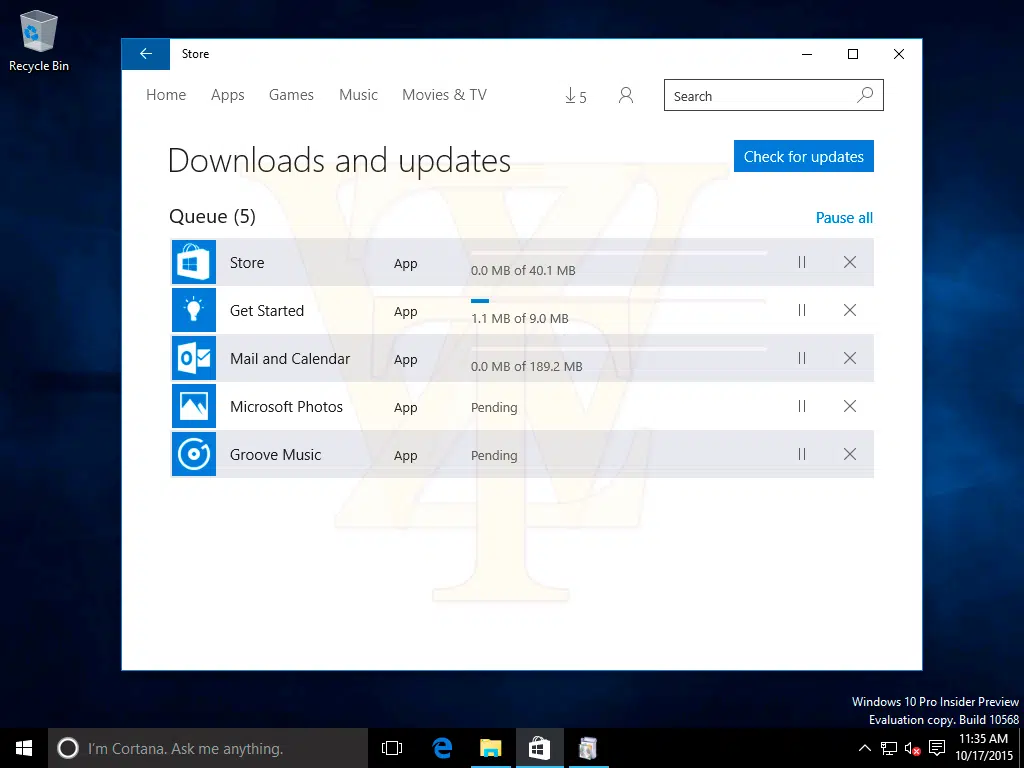 Recycle Bin
Store
Home Apps Games Music Movies & TV 5 Search
Downloads and updates Check for updates
Queue (5) Pause all
Store App 0.0 MB of 40.1 MB
Get Started App 1.1 MB of 9.0 MB
Mail and Calendar App 0.0 MB of 189.2 MB
Microsoft Photos App Pending
Groove Music App Pending
Windows 10 Pro Insider Preview
Evaluation copy. Build 10568
I'm Cortana. Ask me anything.
11:35 AM
10/17/2015